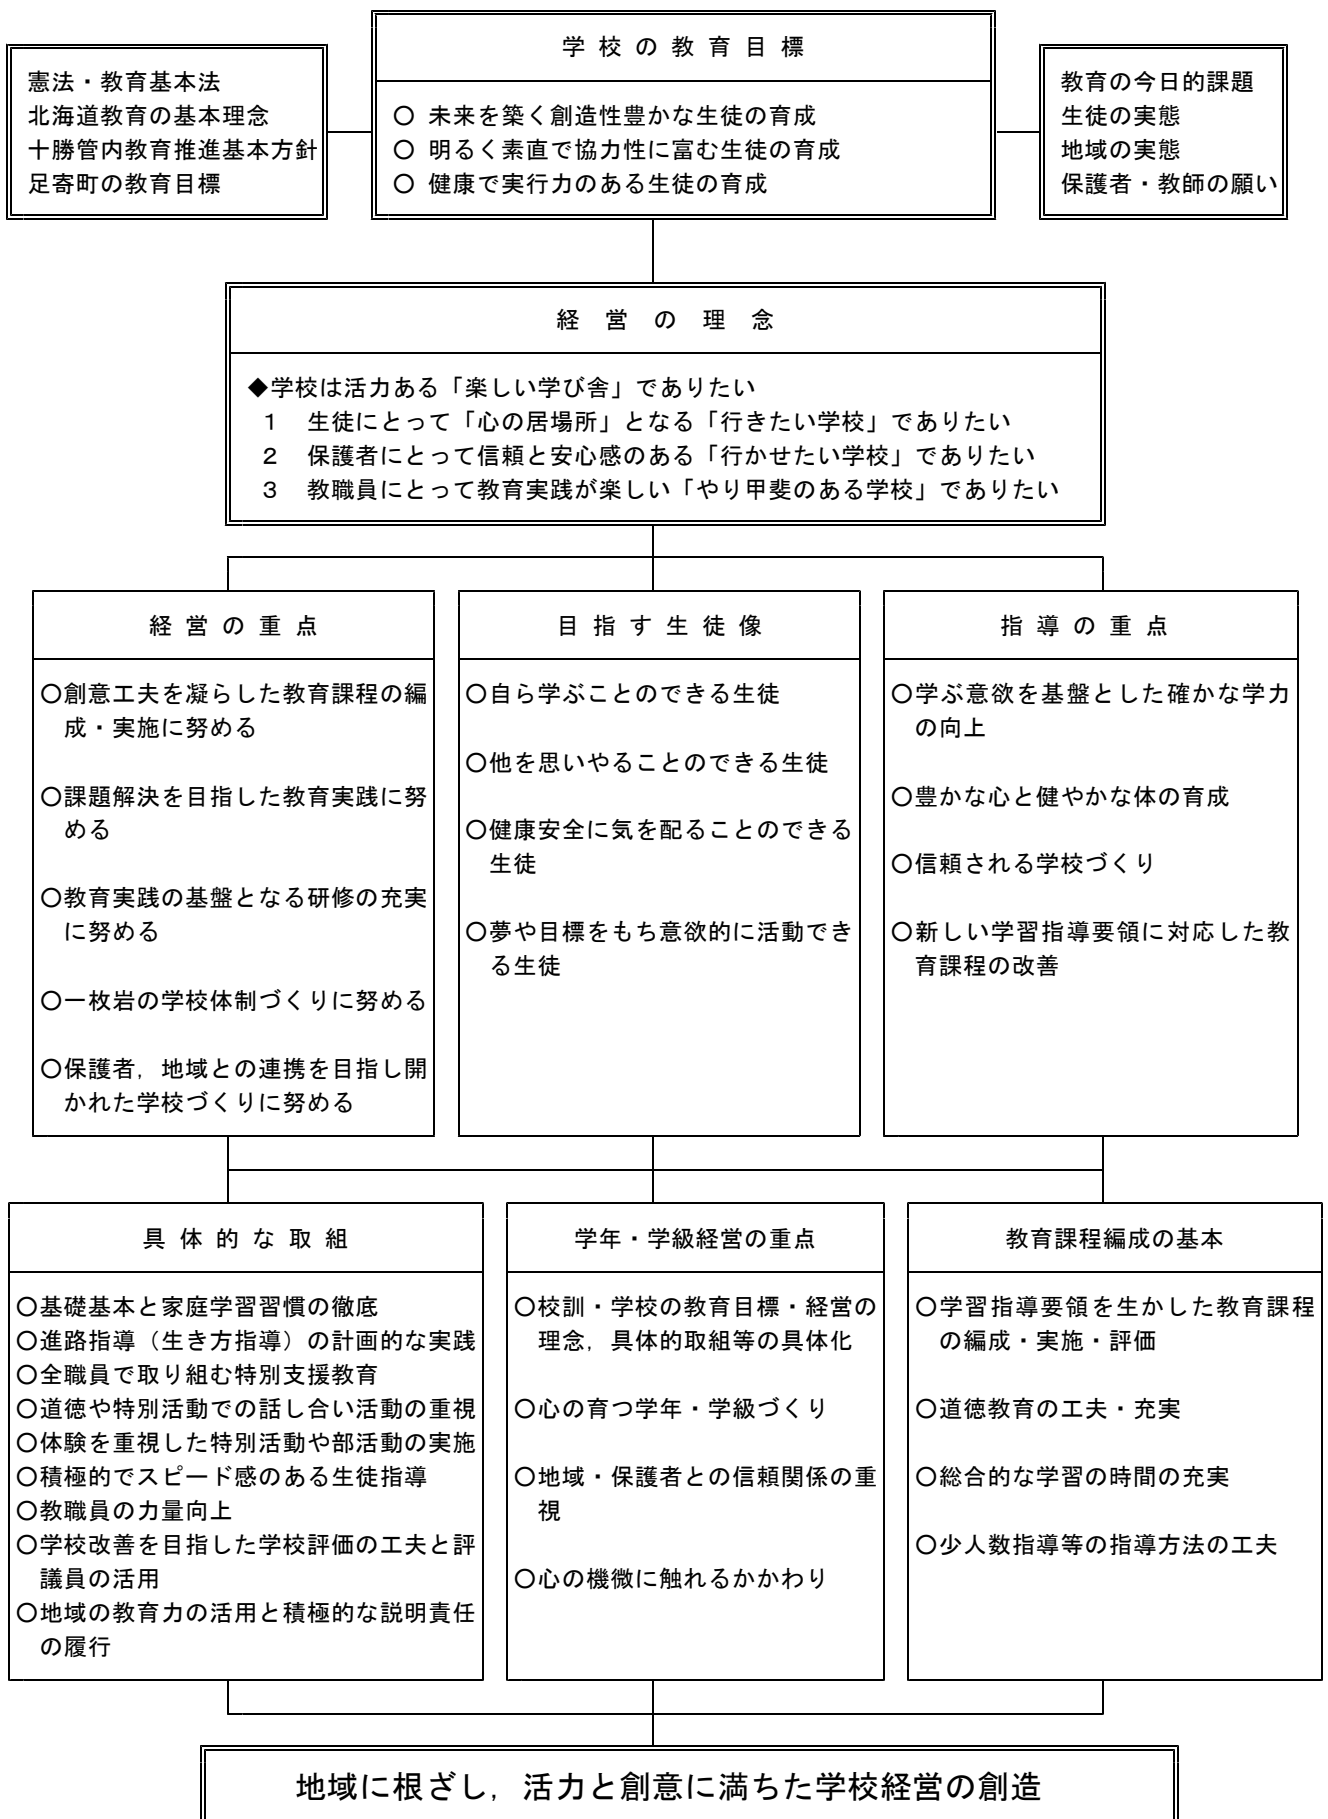 学校の教育目標
憲法・教育基本法
北海道教育の基本理念
十勝管内教育推進基本方針
足寄町の教育目標
○ 未来を築く創造性豊かな生徒の育成
○ 明るく素直で協力性に富む生徒の育成
○ 健康で実行力のある生徒の育成
教育の今日的課題
生徒の実態
地域の実態
保護者・教師の願い
経営の理念
◆学校は活力ある「楽しい学び舎」でありたい
1 生徒にとって「心の居場所」となる「行きたい学校」でありたい
2 保護者にとって信頼と安心感のある「行かせたい学校」でありたい
3 教職員にとって教育実践が楽しい「やり甲斐のある学校」でありたい
経営の重点
○創意工夫を凝らした教育課程の編
成・実施に努める
○課題解決を目指した教育実践に努
める
○教育実践の基盤となる研修の充実
に努める
○一枚岩の学校体制づくりに努める
○保護者，地域との連携を目指し開
かれた学校づくりに努める
目指す生徒像
○自ら学ぶことのできる生徒
○他を思いやることのできる生徒
○健康安全に気を配ることのできる
生徒
○夢や目標をもち意欲的に活動でき
る生徒
指導の重点
○学ぶ意欲を基盤とした確かな学力
の向上
○豊かな心と健やかな体の育成
○信頼される学校づくり
○新しい学習指導要領に対応した教
育課程の改善
具体的な取組
○基礎基本と家庭学習習慣の徹底
○進路指導（生き方指導）の計画的な実践
○全職員で取り組む特別支援教育
○道徳や特別活動での話し合い活動の重視
○体験を重視した特別活動や部活動の実施
○積極的でスピード感のある生徒指導
○教職員の力量向上
○学校改善を目指した学校評価の工夫と評
議員の活用
○地域の教育力の活用と積極的な説明責任
の履行
学年・学級経営の重点
○校訓・学校の教育目標・経営の
理念，具体的取組等の具体化
○心の育つ学年・学級づくり
○地域・保護者との信頼関係の重
視
○心の機微に触れるかかわり
教育課程編成の基本
○学習指導要領を生かした教育課程
の編成・実施・評価
○道徳教育の工夫・充実
○総合的な学習の時間の充実
○少人数指導等の指導方法の工夫
地域に根ざし，活力と創意に満ちた学校経営の創造